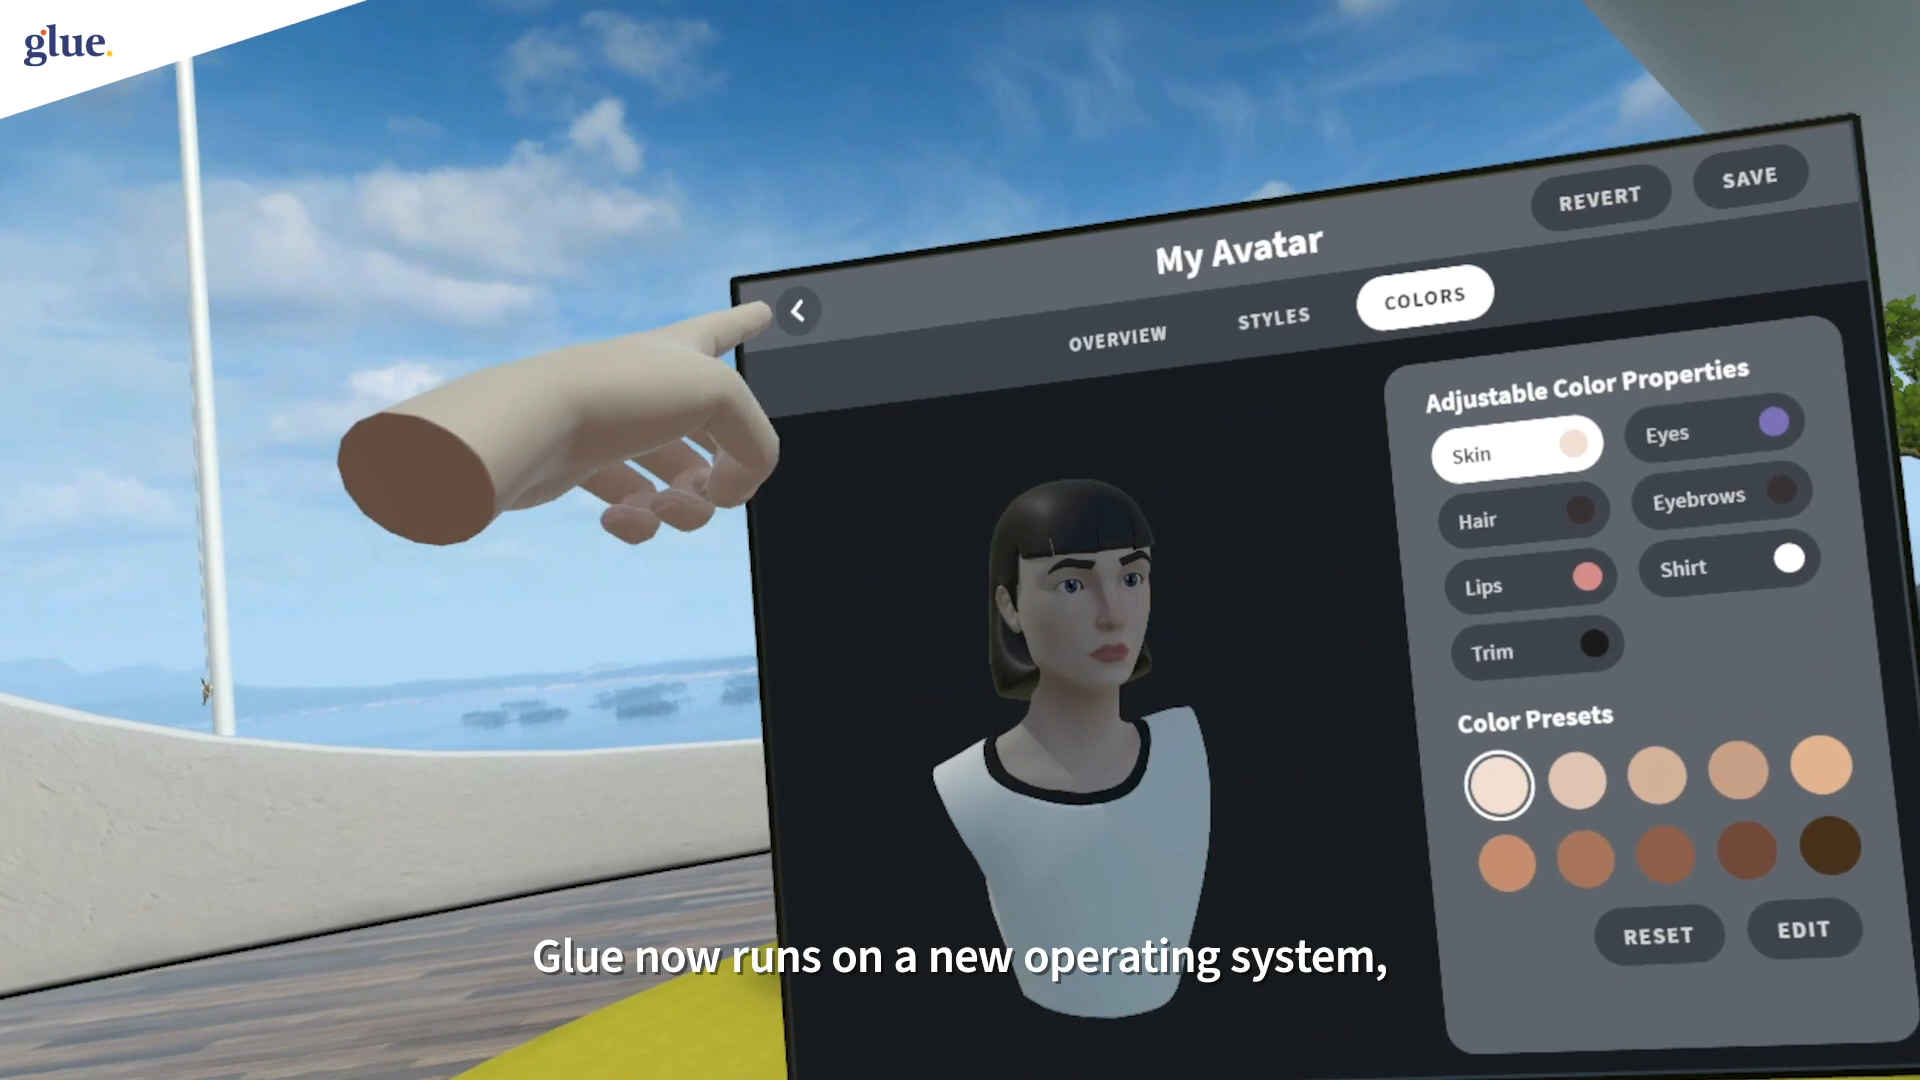 glue.
REVERT
SAVE
My Avatar
OVERVIEW
STYLES
COLORS
Adjustable Color Properties
Skin
Eyes
Hair
Eyebrows
Lips
Shirt
Trim
Color Presets
RESET
EDIT
Glue now runs on a new operating system,